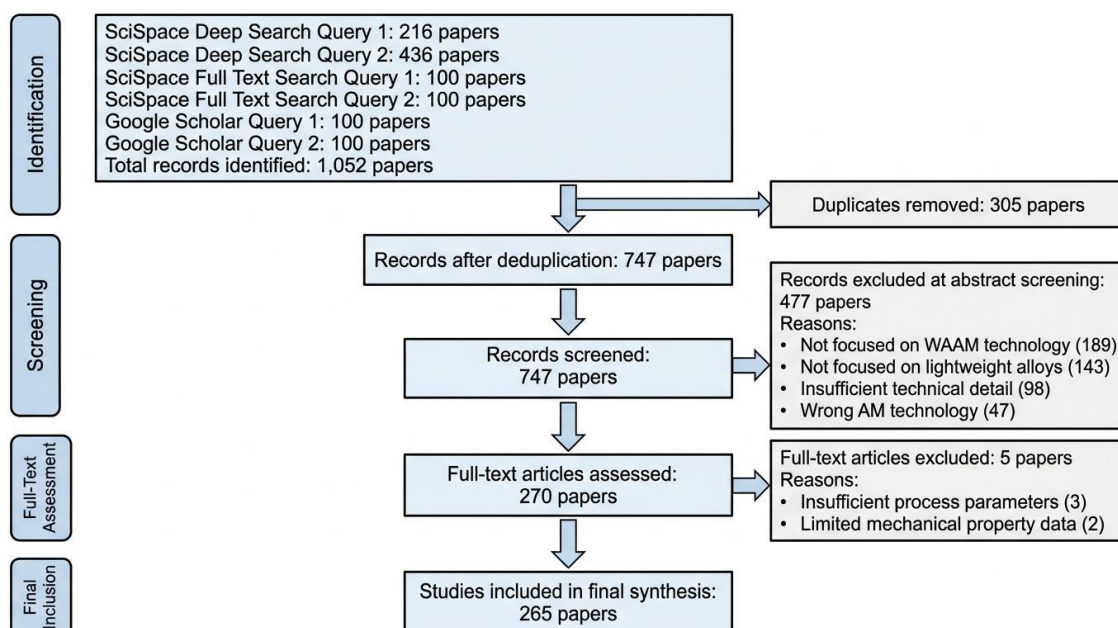 Identification
SciSpace Deep Search Query 1: 216 papers
SciSpace Deep Search Query 2: 436 papers
SciSpace Full Text Search Query 1: 100 papers
SciSpace Full Text Search Query 2: 100 papers
Google Scholar Query 1: 100 papers
Google Scholar Query 2: 100 papers
Total records identified: 1,052 papers
Duplicates removed: 305 papers
Screening
Records after deduplication: 747 papers
Records screened:
747 papers
Records excluded at abstract screening:
477 papers
Reasons:
• Not focused on WAAM technology (189)
• Not focused on lightweight alloys (143)
• Insufficient technical detail (98)
• Wrong AM technology (47)
Full-Text
Assessment
Full-text articles assessed:
270 papers
Full-text articles excluded: 5 papers
Reasons:
• Insufficient process parameters (3)
• Limited mechanical property data (2)
Final
Inclusion
Studies included in final synthesis:
265 papers